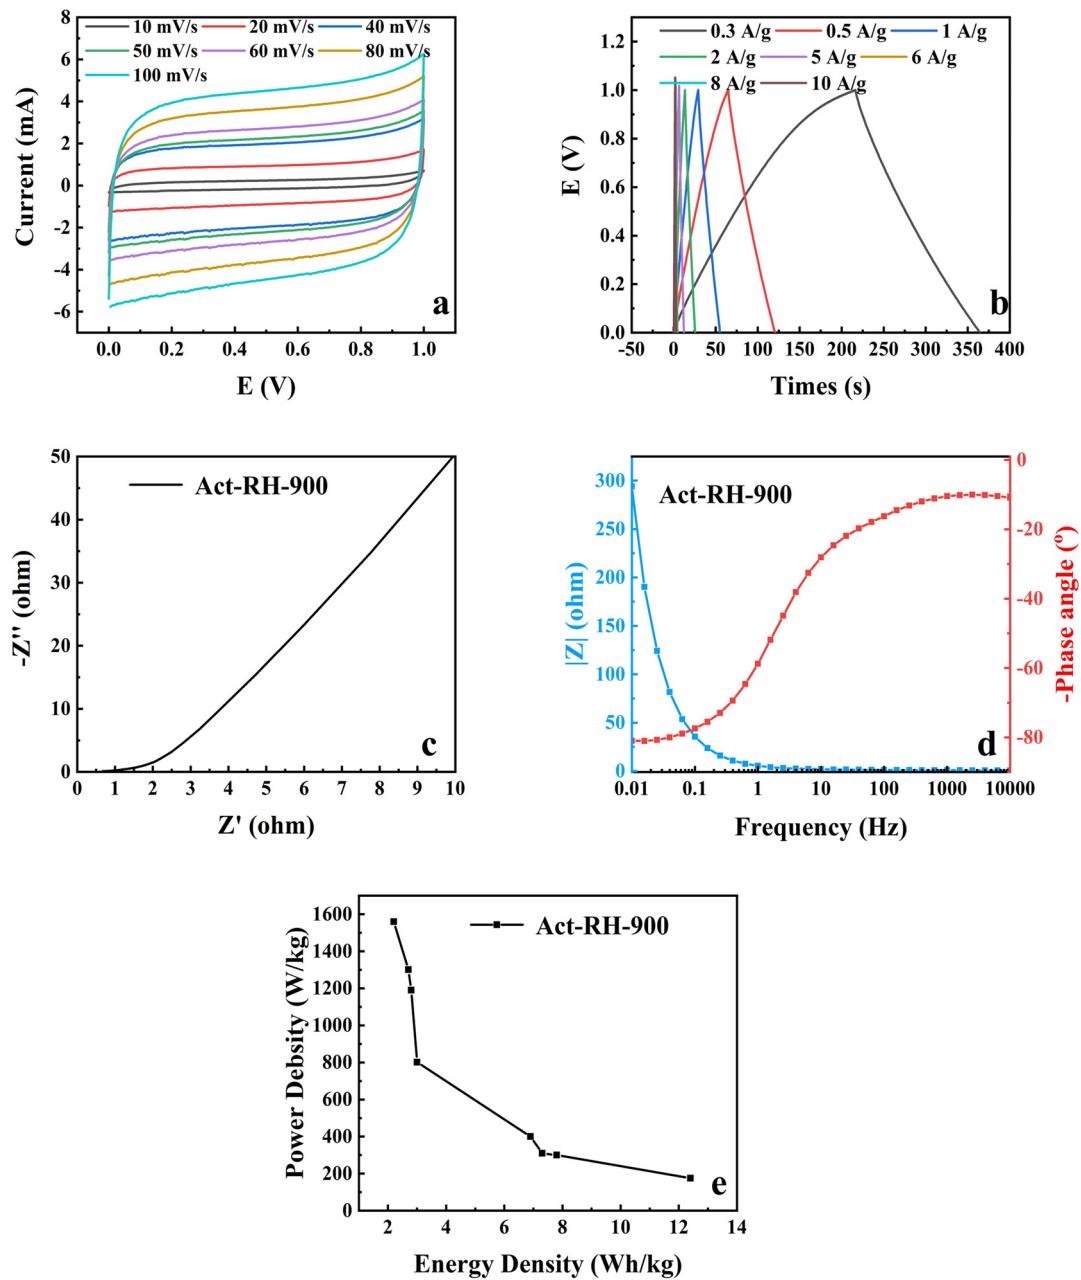 10 mV/s 20 mV/s 40 mV/s
50 mV/s 60 mV/s 80 mV/s
100 mV/s
8
6
4
2
0
-2
-4
-6
Current (mA)
0.0 0.2 0.4 0.6 0.8 1.0
E (V)
a
0.3 A/g 0.5 A/g 1 A/g
2 A/g 5 A/g 6 A/g
8 A/g 10 A/g
1.2
1.0
0.8
0.6
0.4
0.2
0.0
E (V)
-50 0 50 100 150 200 250 300 350 400
Times (s)
b
Act-RH-900
50
40
30
20
10
0
-Z'' (ohm)
0 1 2 3 4 5 6 7 8 9 10
Z' (ohm)
c
Act-RH-900
300
250
200
150
100
50
0
|Z| (ohm)
0
-20
-40
-60
-80
-Phase angle (º)
0.01 0.1 1 10 100 1000 10000
Frequency (Hz)
d
Act-RH-900
1600
1400
1200
1000
800
600
400
200
0
Power Debsity (W/kg)
2 4 6 8 10 12 14
Energy Density (Wh/kg)
e